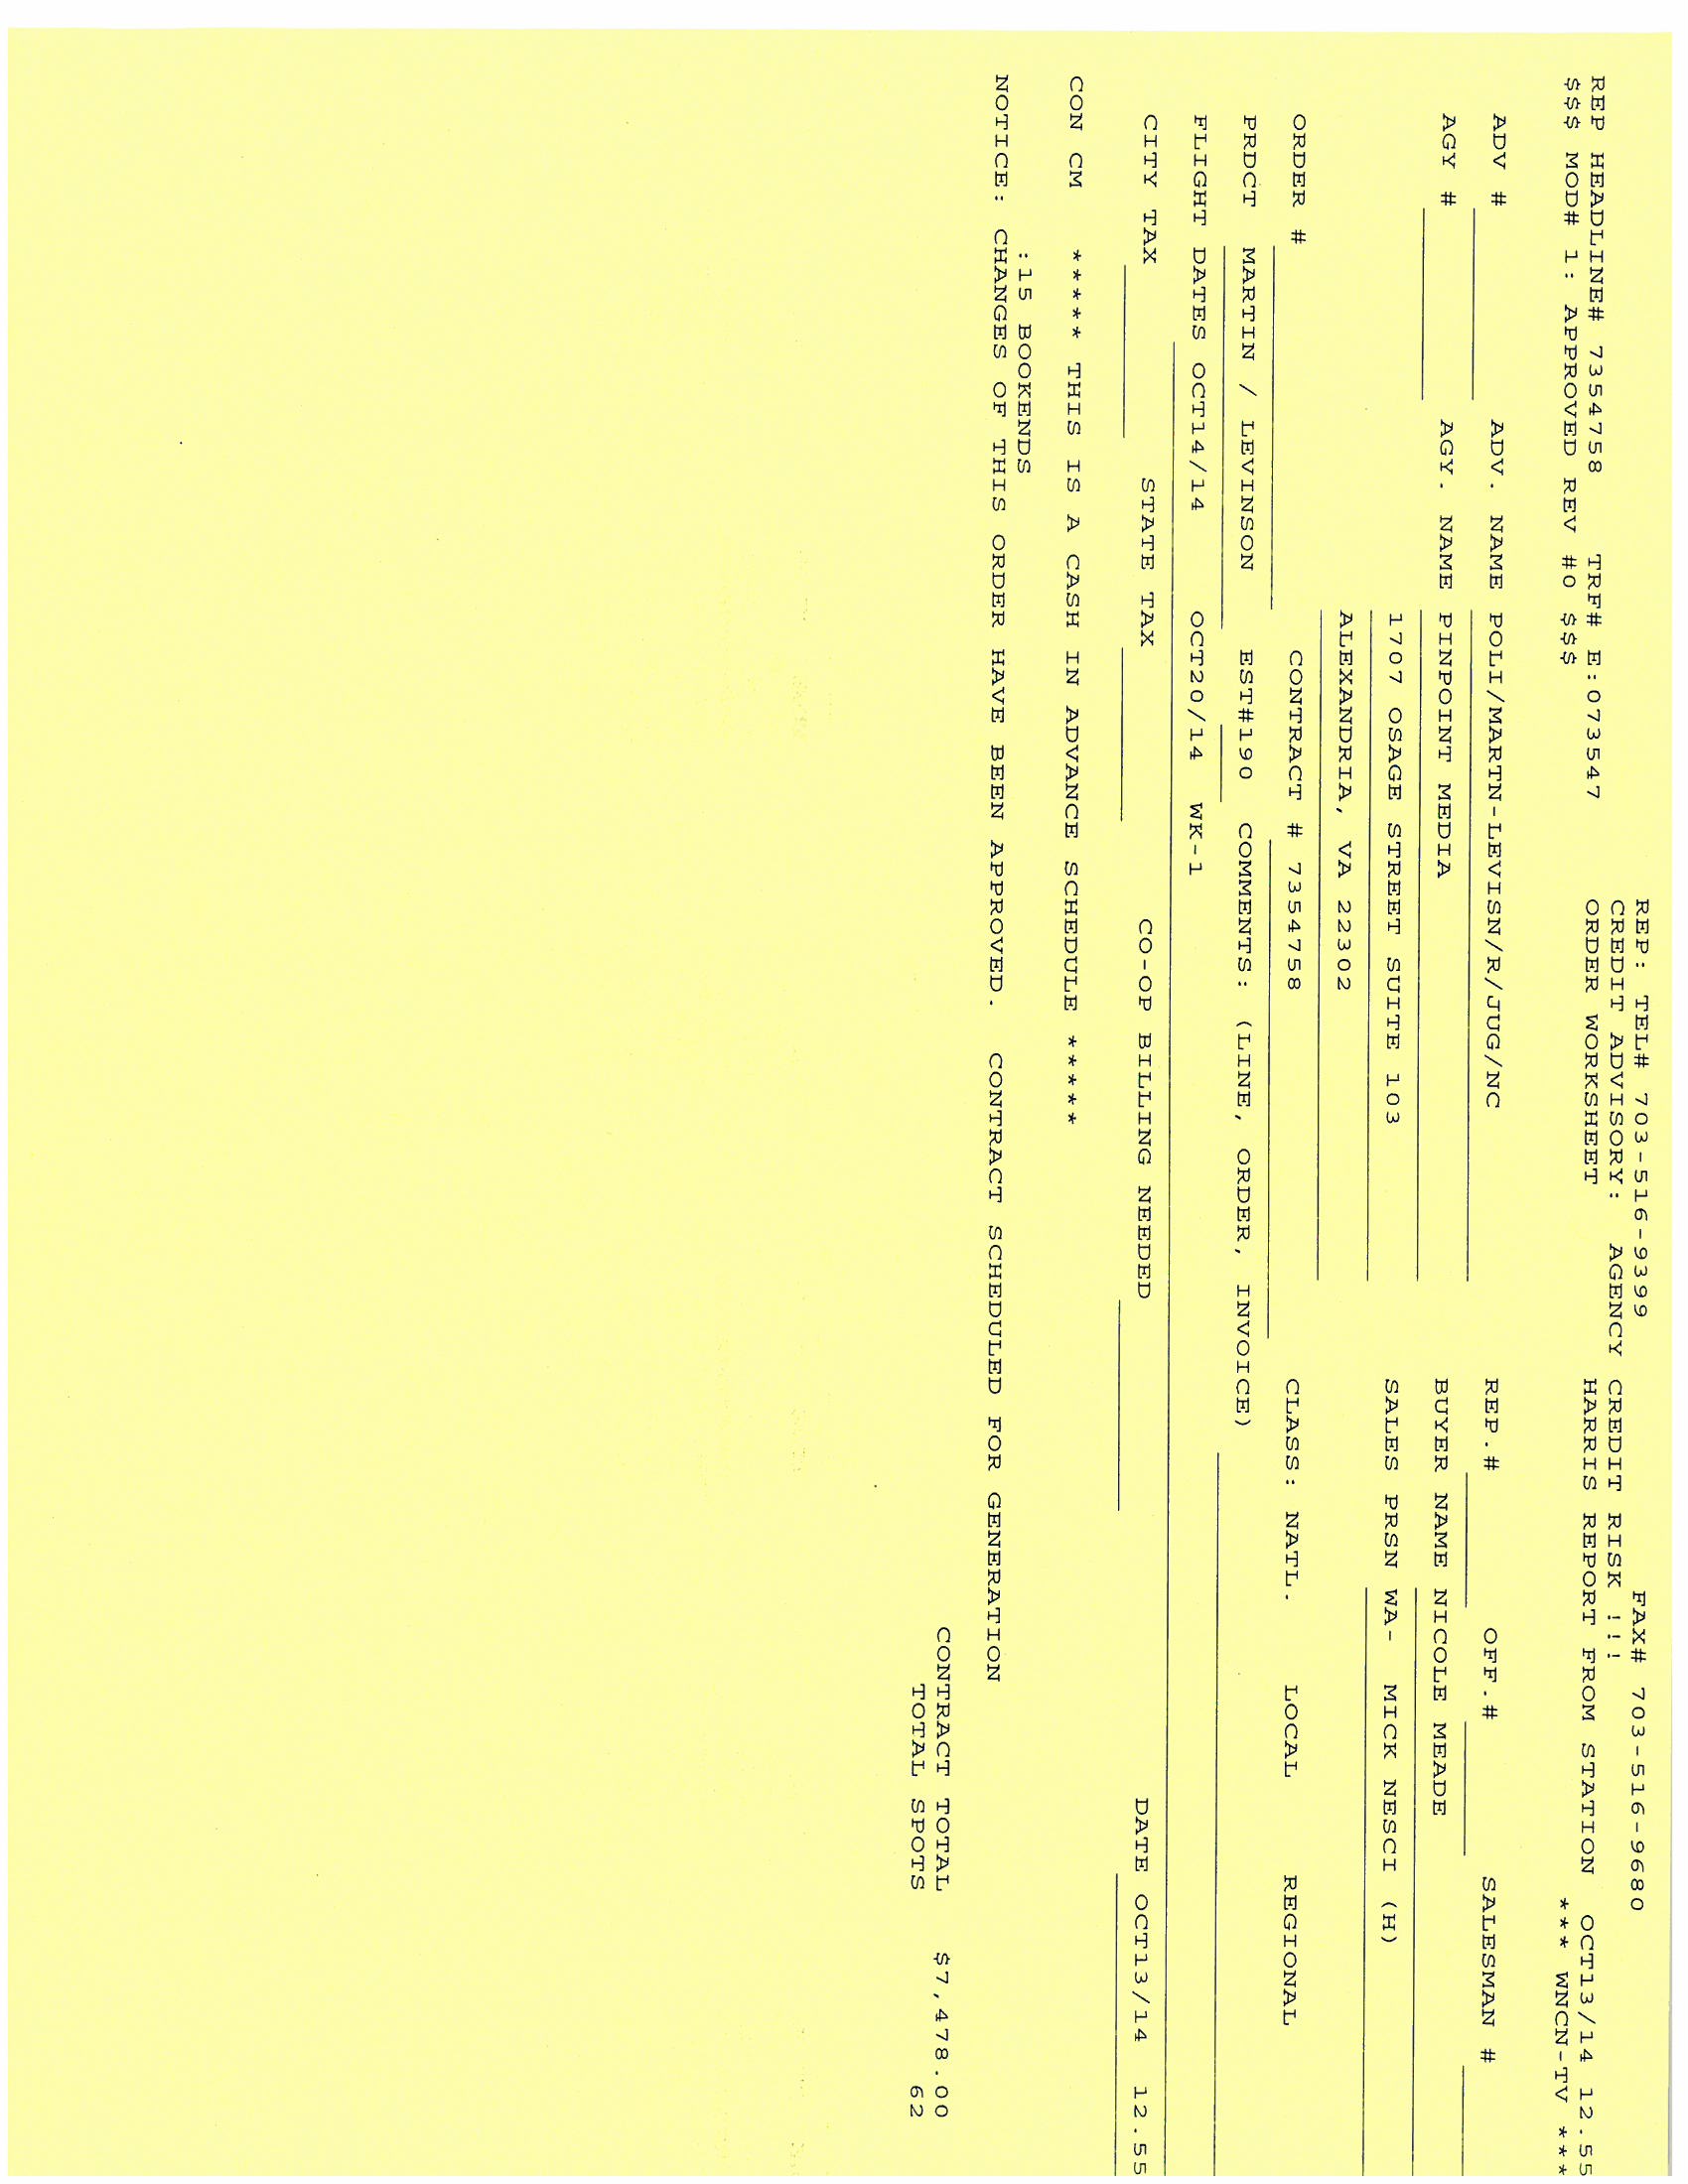 REP: TEL# 703-516-9399 FAX# 703-516-9680
CREDIT ADVISORY: AGENCY CREDIT RISK !!!
REP HEADLINE# 7354758 TRF# E:073547 ORDER WORKSHEET HARRIS REPORT FROM STATION OCT13/14 12.55
$$$ MOD# 1: APPROVED REV #0 $$$ *** WNCN-TV ***
ADV # ADV. NAME POLI/MARTN-LEVISN/R/JUG/NC REP.# OFF.# SALESMAN #
AGY # AGY. NAME PINPOINT MEDIA BUYER NAME NICOLE MEADE
1707 OSAGE STREET SUITE 103 SALES PRSN WA- MICK NESCI (H)
ALEXANDRIA, VA 22302
ORDER # CONTRACT # 7354758 CLASS: NATL. LOCAL REGIONAL
PRDCT MARTIN / LEVINSON EST#190 COMMENTS: (LINE, ORDER, INVOICE)
FLIGHT DATES OCT14/14 OCT20/14 WK-1
CITY TAX STATE TAX CO-OP BILLING NEEDED DATE OCT13/14 12.55
CON CM ***** THIS IS A CASH IN ADVANCE SCHEDULE *****
:15 BOOKENDS
NOTICE: CHANGES OF THIS ORDER HAVE BEEN APPROVED. CONTRACT SCHEDULED FOR GENERATION
CONTRACT TOTAL $7,478.00
TOTAL SPOTS 62